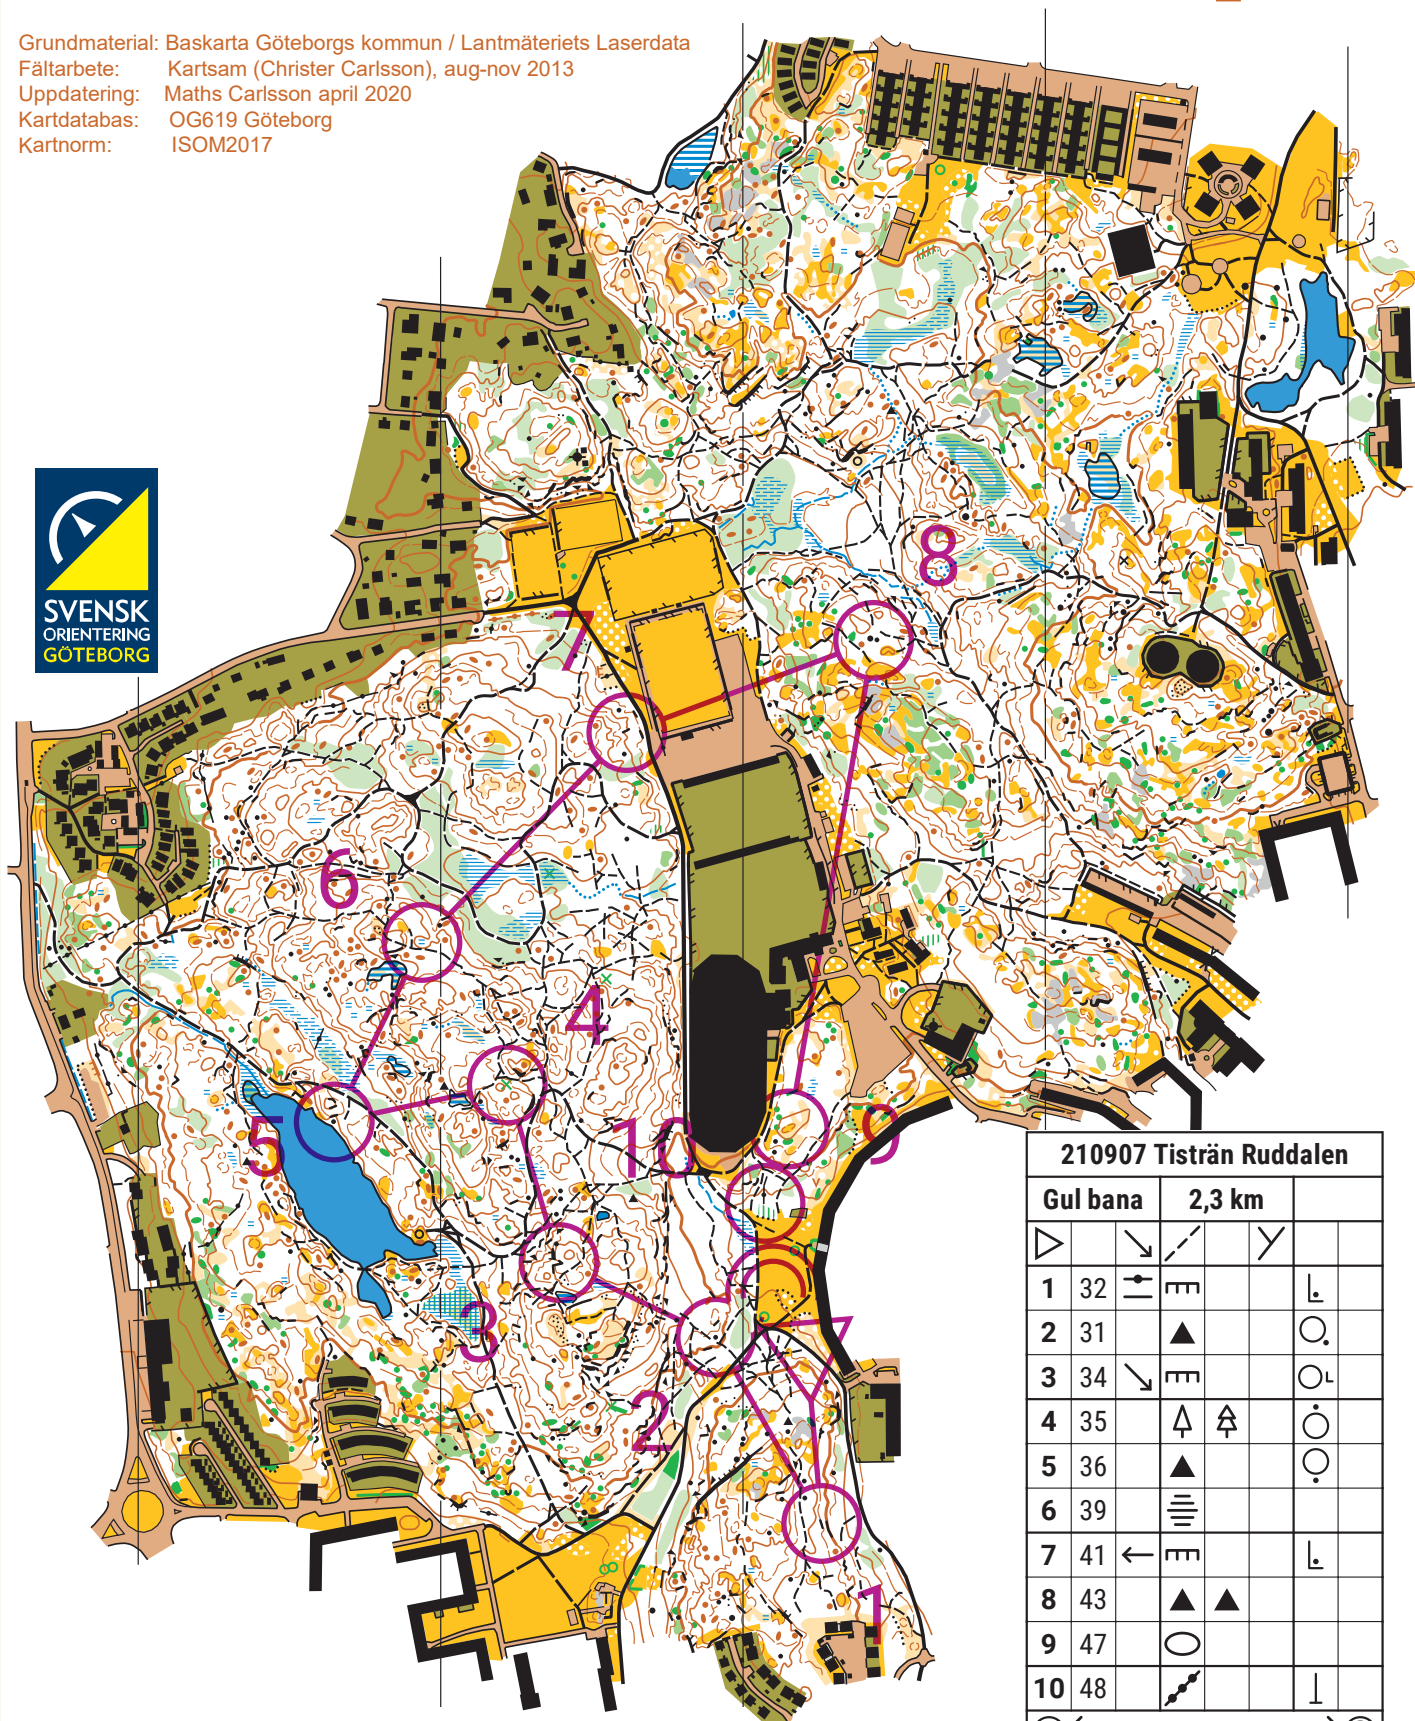 Grundmaterial: Baskarta Göteborgs kommun / Lantmäteriets Laserdata
Fältarbete: Kartsam (Christer Carlsson), aug-nov 2013
Uppdatering: Maths Carlsson april 2020
Kartdatabas: OG619 Göteborg
Kartnorm: ISOM2017
SVENSK
ORIENTERING
GÖTEBORG
8
7
6
4
5
10
9
3
2
1
210907 Tisträn Ruddalen
Gul bana 2,3 km
1 32
2 31
3 34
4 35
5 36
6 39
7 41
8 43
9 47
10 48